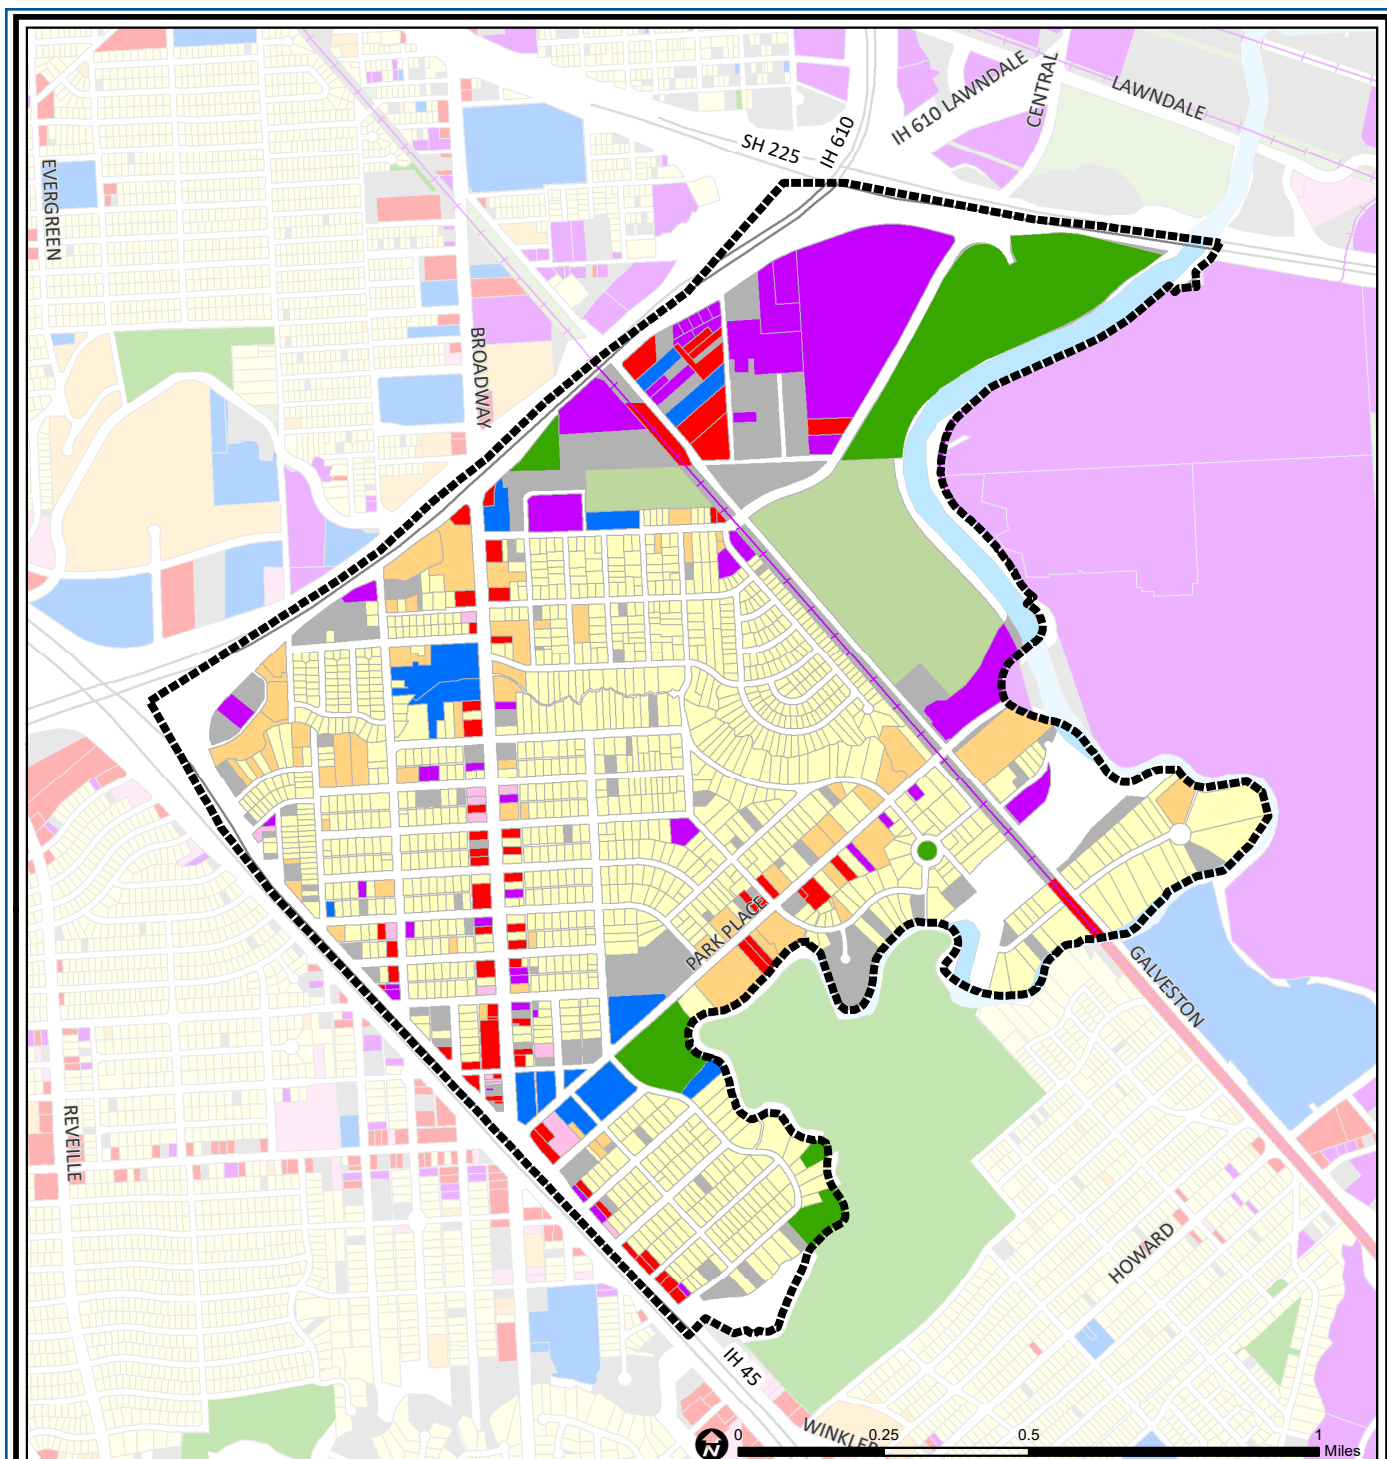 LAWNDALE
IH 610 LAWNDALE
CENTRAL
SH 225
IH 610
EVERGREEN
BROADWAY
PARK PLACE
GALVESTON
REVEILLE
HOWARD
IH 45
WINKLER
N
0 0.25 0.5 1
Miles